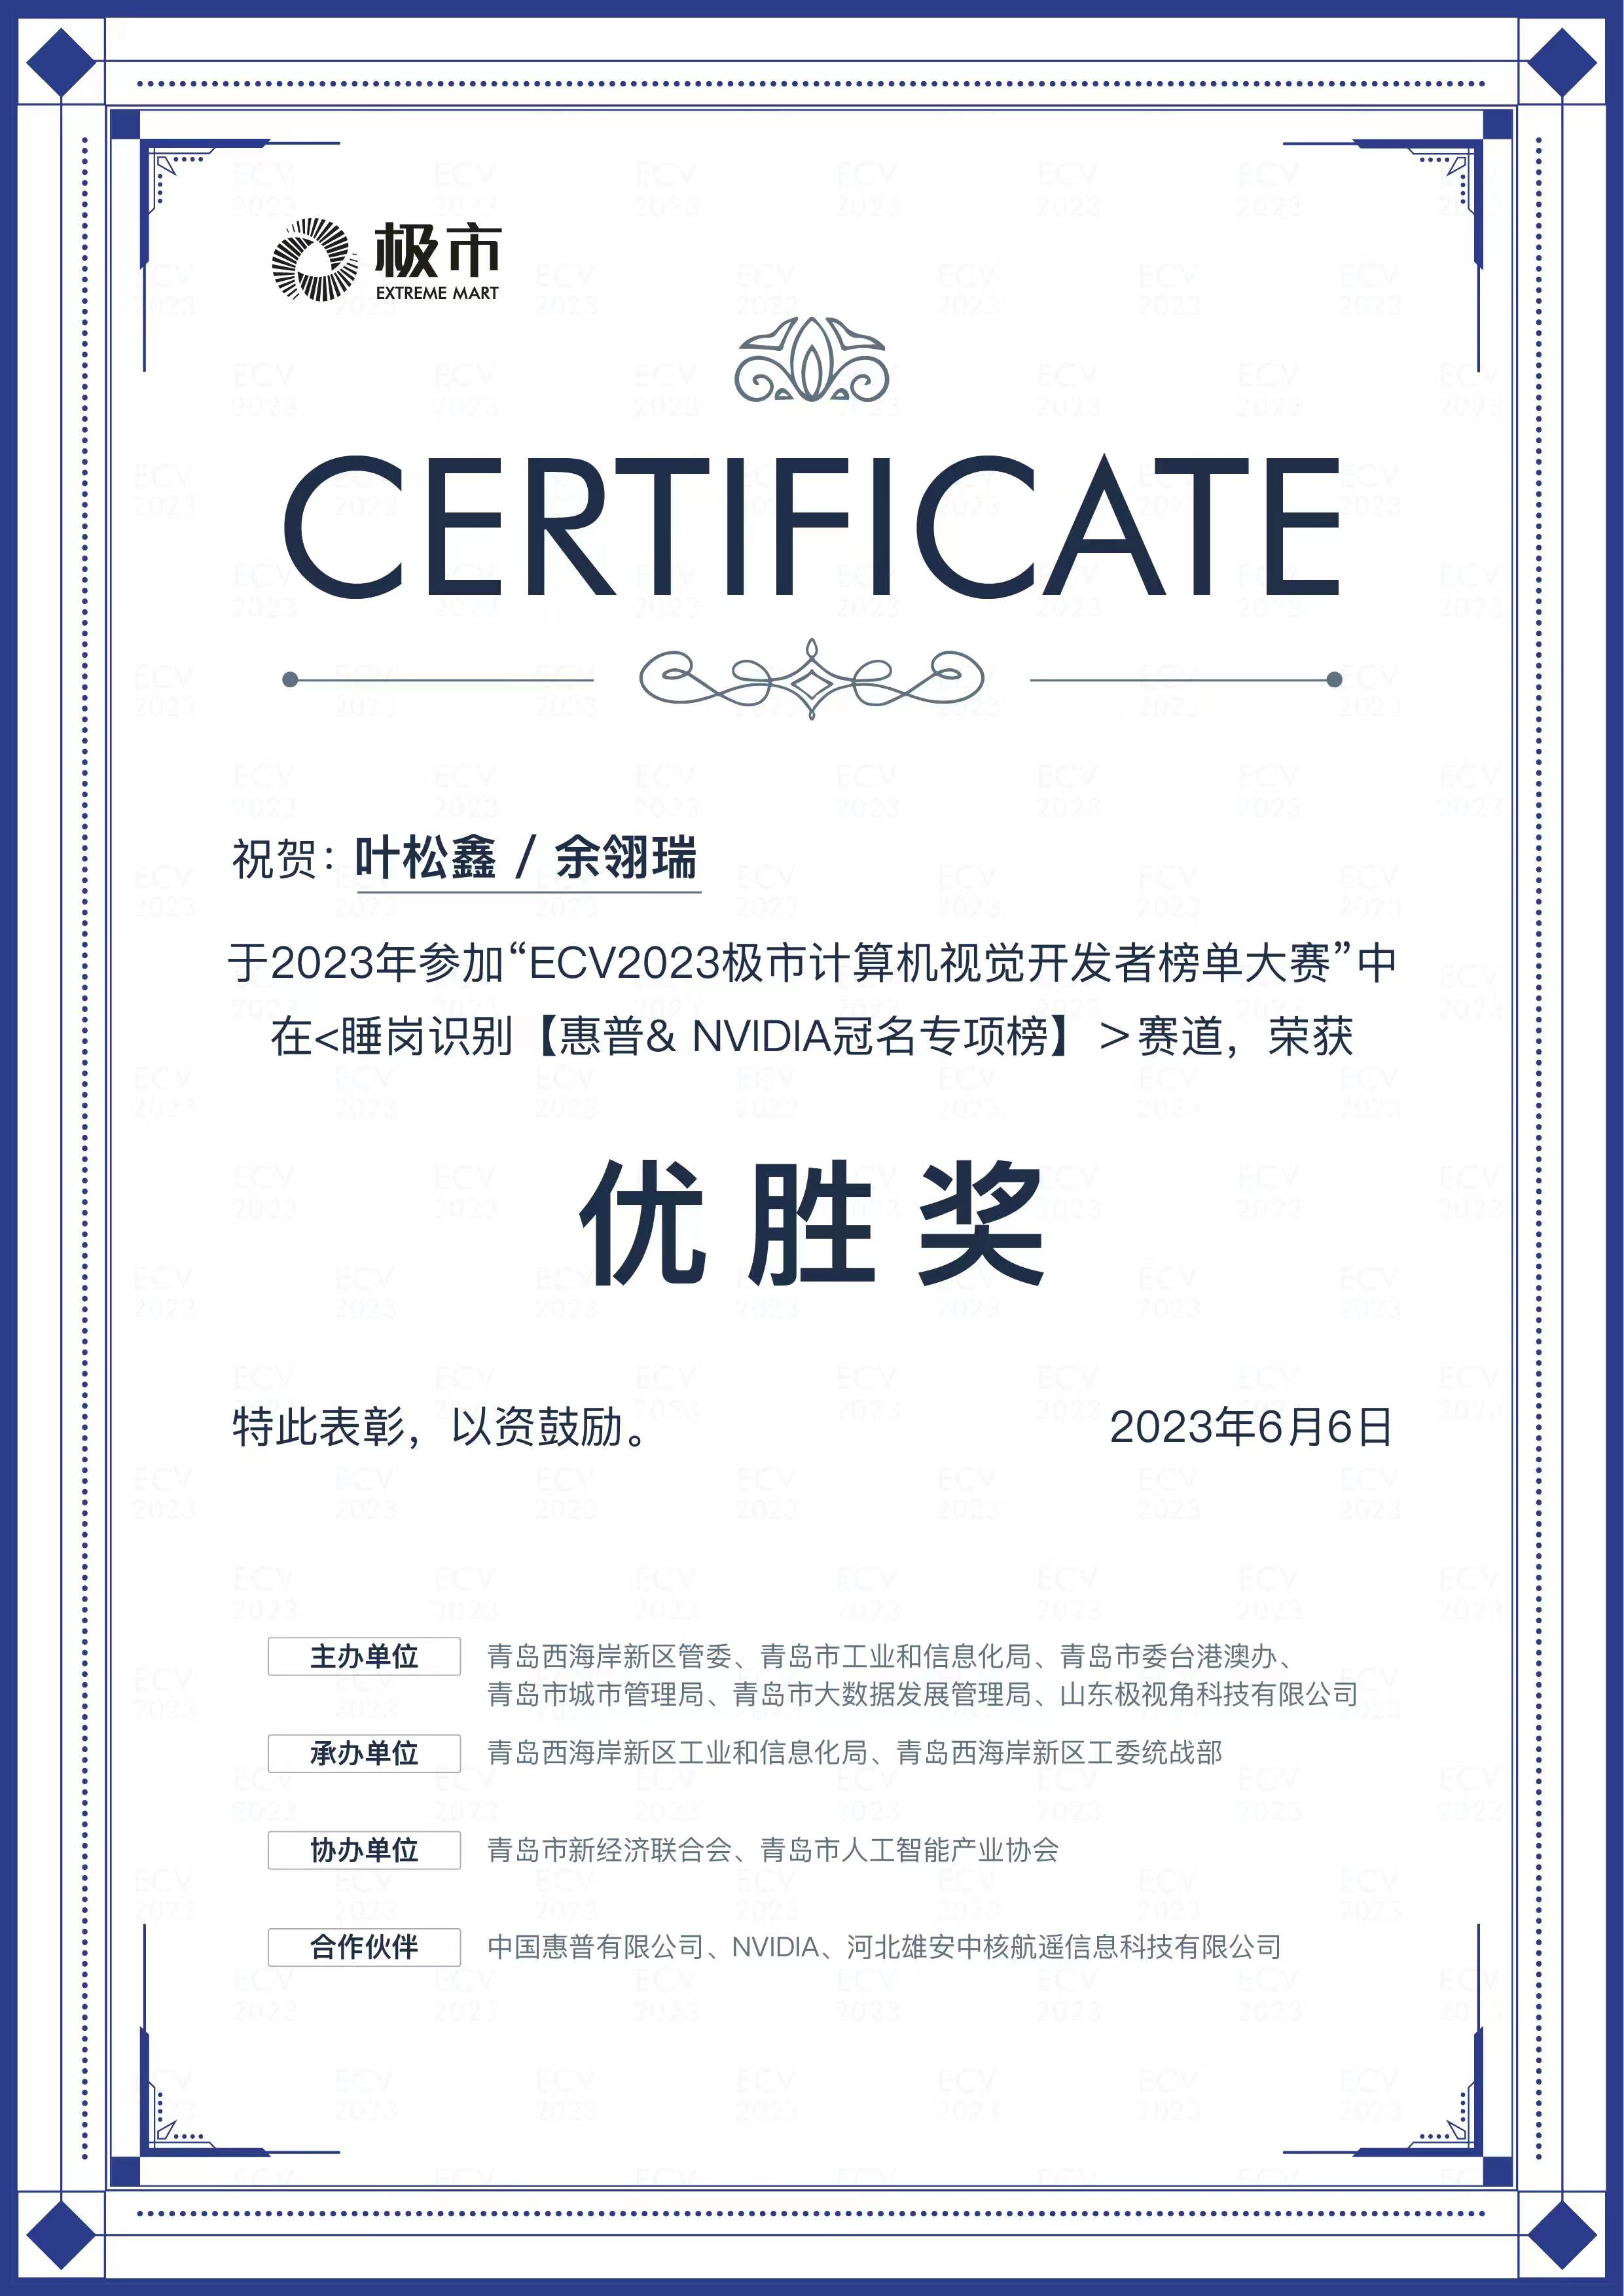 极市
EXTREME MART
CERTIFICATE
祝贺：叶松鑫 / 余翎瑞
于2023年参加“ECV2023极市计算机视觉开发者榜单大赛”中
在<睡岗识别【惠普& NVIDIA冠名专项榜】>赛道，荣获
优胜奖
特此表彰，以资鼓励。
2023年6月6日
主办单位 青岛西海岸新区管委、青岛市工业和信息化局、青岛市委台港澳办、
青岛市城市管理局、青岛市大数据发展管理局、山东极视角科技有限公司
承办单位 青岛西海岸新区工业和信息化局、青岛西海岸新区工委统战部
协办单位 青岛市新经济联合会、青岛市人工智能产业协会
合作伙伴 中国惠普有限公司、NVIDIA、河北雄安中核航遥信息科技有限公司